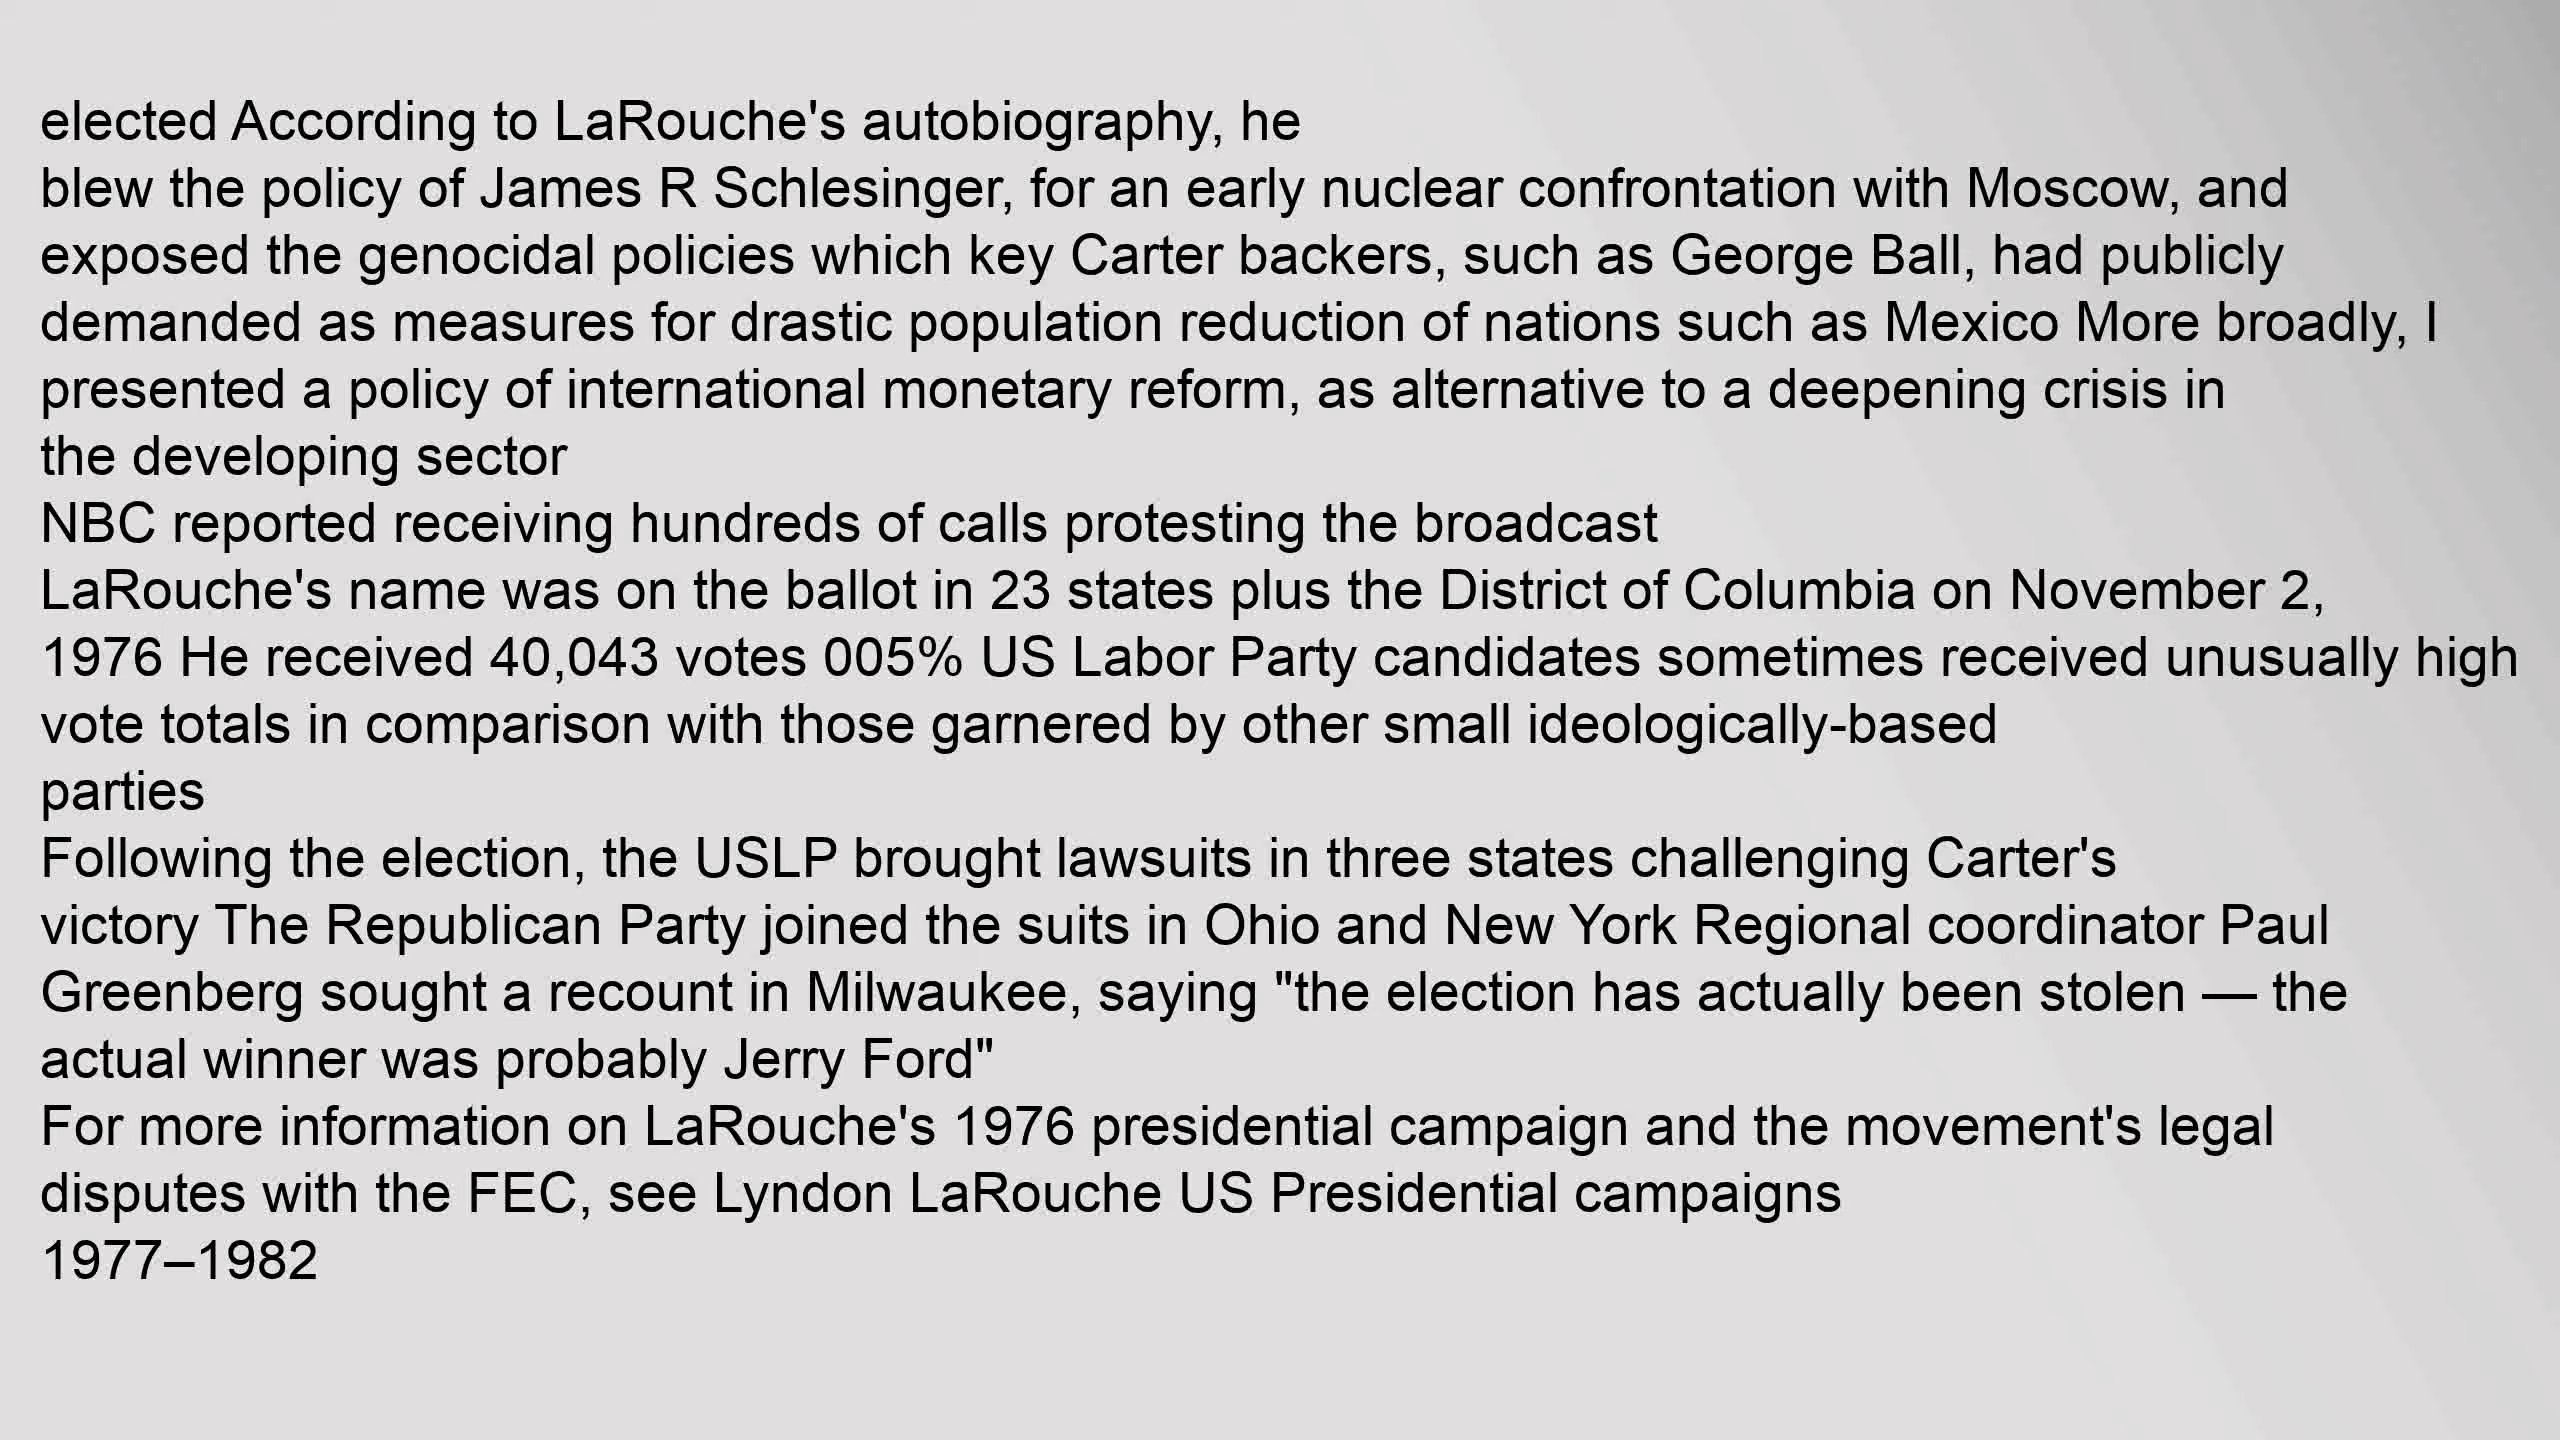 elected According to LaRouche's autobiography, he
blew the policy of James R Schlesinger, for an early nuclear confrontation with Moscow, and
exposed the genocidal policies which key Carter backers, such as George Ball, had publicly
demanded as measures for drastic population reduction of nations such as Mexico More broadly, I
presented a policy of international monetary reform, as alternative to a deepening crisis in
the developing sector
NBC reported receiving hundreds of calls protesting the broadcast
LaRouche's name was on the ballot in 23 states plus the District of Columbia on November 2,
1976 He received 40,043 votes 005% US Labor Party candidates sometimes received unusually high
vote totals in comparison with those garnered by other small ideologically-based
parties
Following the election, the USLP brought lawsuits in three states challenging Carter's
victory The Republican Party joined the suits in Ohio and New York Regional coordinator Paul
Greenberg sought a recount in Milwaukee, saying "the election has actually been stolen — the
actual winner was probably Jerry Ford"
For more information on LaRouche's 1976 presidential campaign and the movement's legal
disputes with the FEC, see Lyndon LaRouche US Presidential campaigns
1977–1982